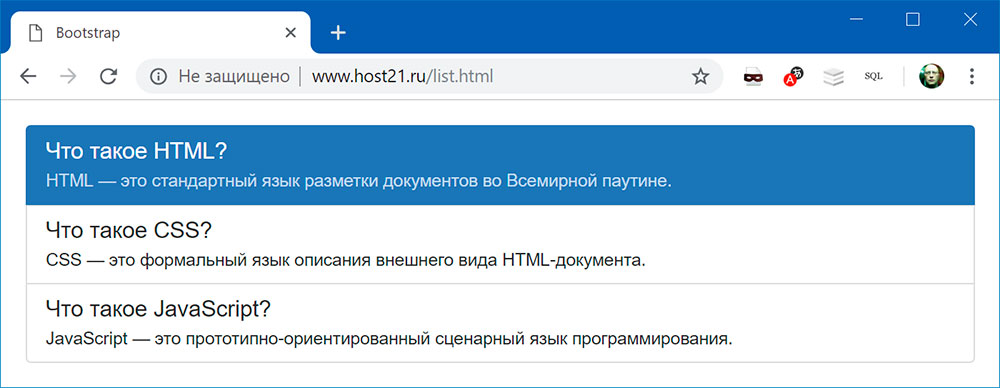 Bootstrap
Не защищено | www.host21.ru/list.html
SQL
Что такое HTML?
HTML — это стандартный язык разметки документов во Всемирной паутине.
Что такое CSS?
CSS — это формальный язык описания внешнего вида HTML-документа.
Что такое JavaScript?
JavaScript — это прототипно-ориентированный сценарный язык программирования.